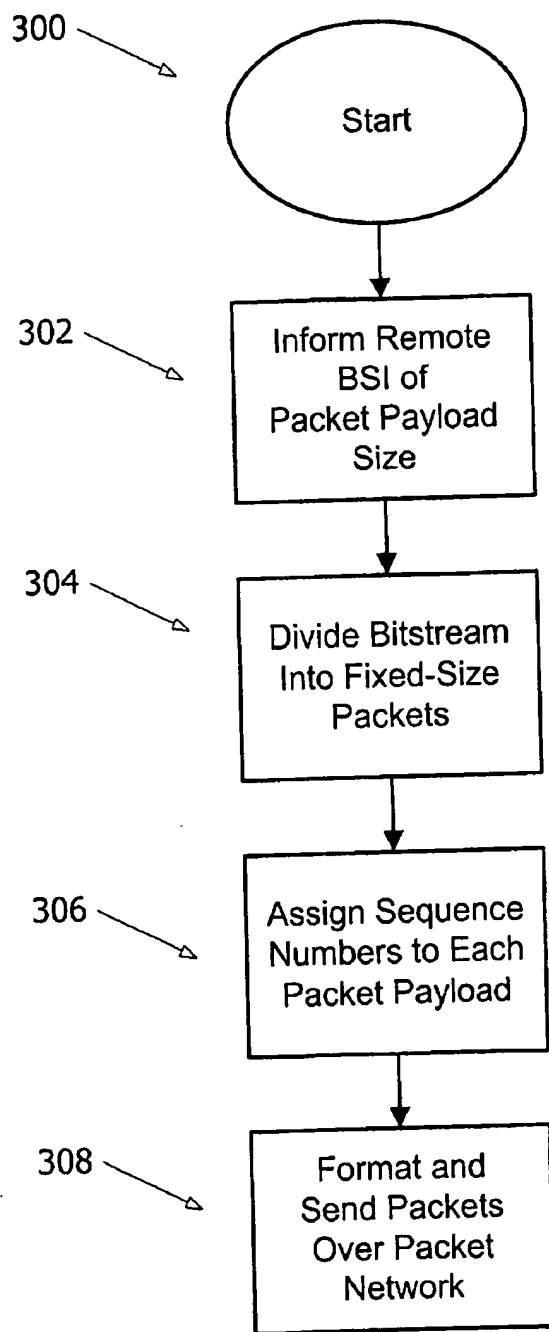 300
Start
302
Inform Remote
BSI of
Packet Payload
Size
304
Divide Bitstream
Into Fixed-Size
Packets
306
Assign Sequence
Numbers to Each
Packet Payload
308
Format and
Send Packets
Over Packet
Network